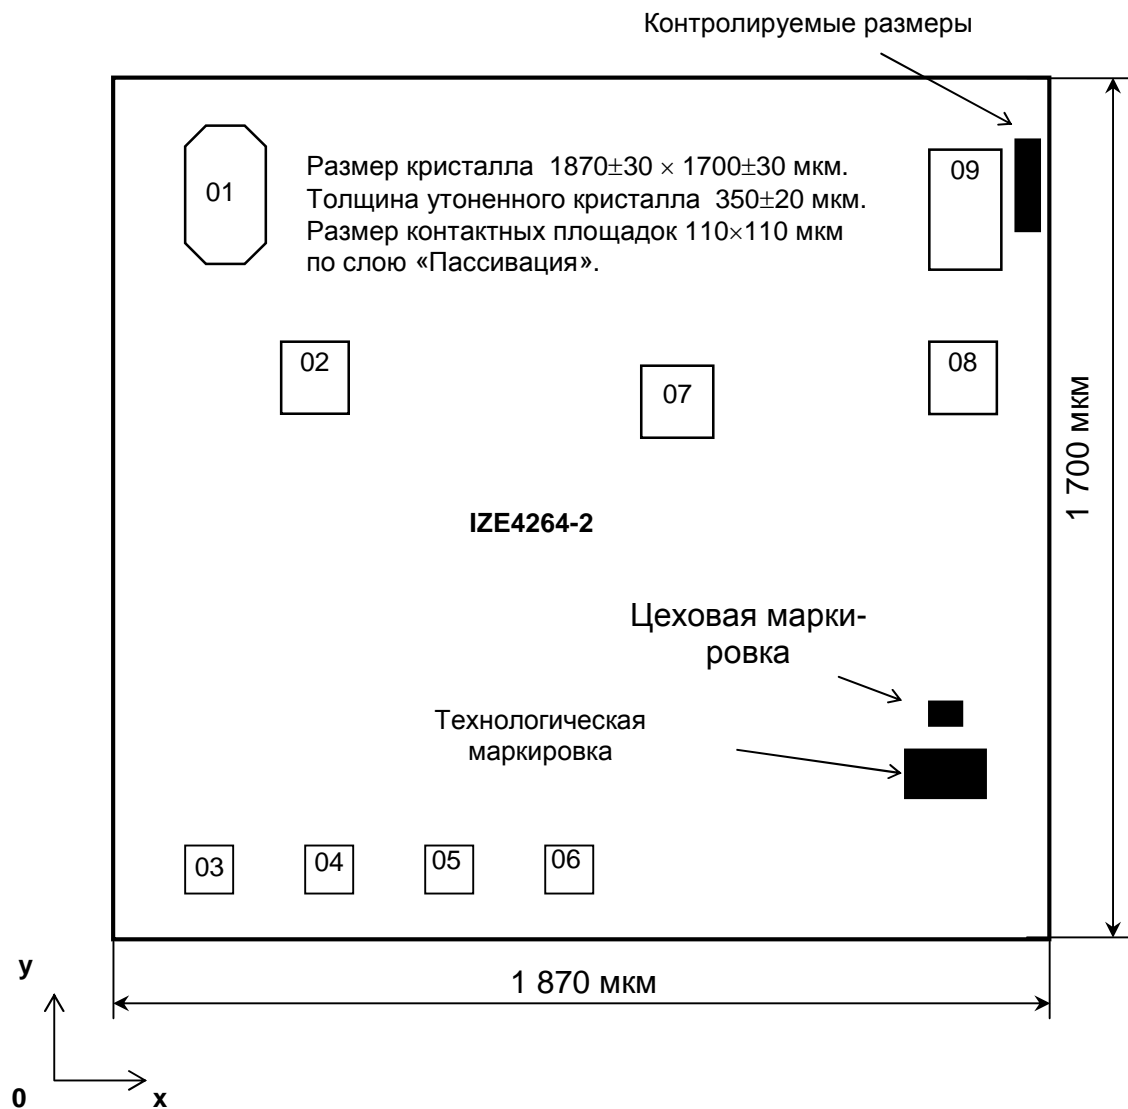 Контролируемые размеры
01
Размер кристалла 1870±30 × 1700±30 мкм.
Толщина утоненного кристалла 350±20 мкм.
Размер контактных площадок 110×110 мкм
по слою «Пассивация».
09
02
07
08
1 700 мкм
IZE4264-2
Цеховая марки-
ровка
Технологическая
маркировка
03
04
05
06
1 870 мкм
y
0
x